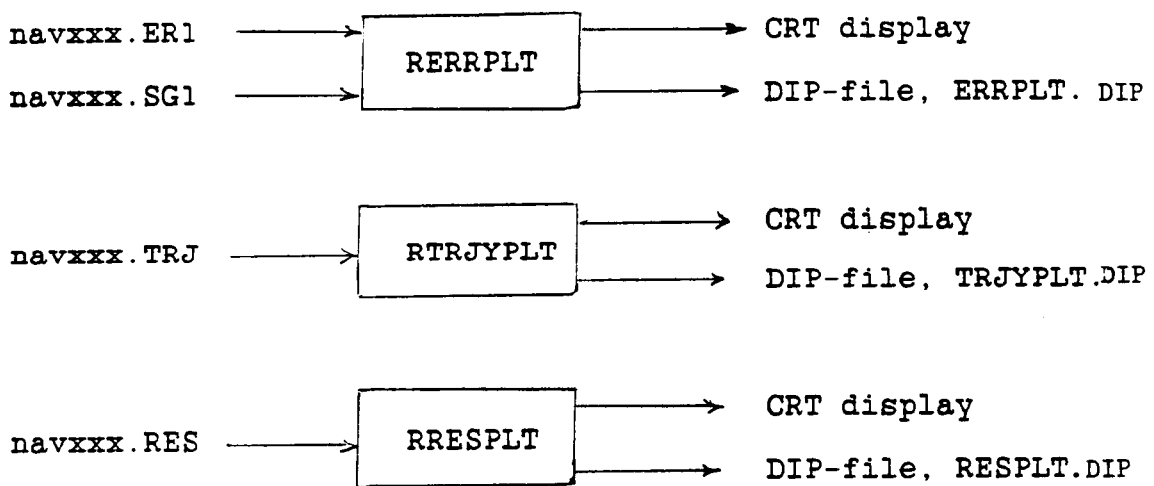 navxxx.ER1
navxxx.SG1
RERRPLT
CRT display
DIP-file, ERRPLT. DIP
navxxx.TRJ
RTRJYPLT
CRT display
DIP-file, TRJYPLT.DIP
navxxx.RES
RRESPLT
CRT display
DIP-file, RESPLT.DIP